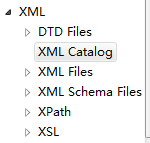 XML
DTD Files
XML Catalog
XML Files
XML Schema Files
XPath
XSL